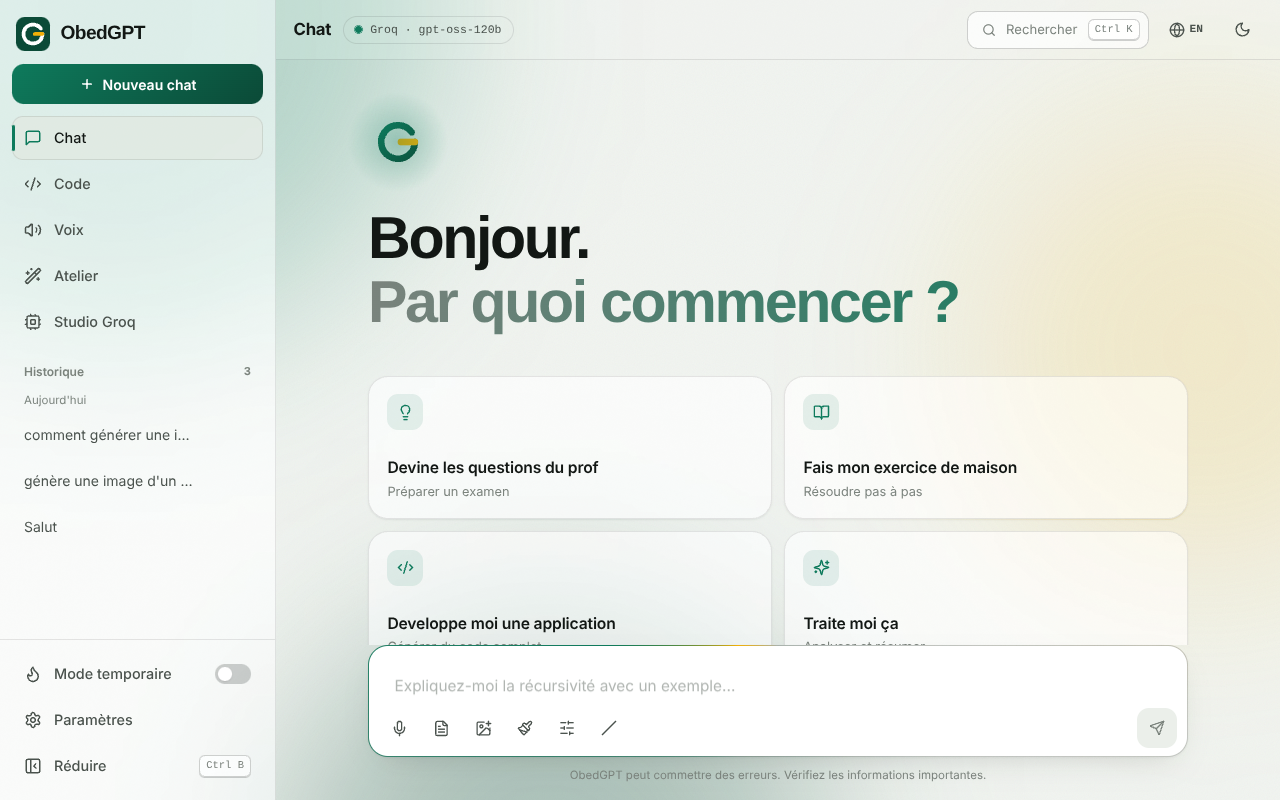 ObedGPT
Nouveau chat
Chat
Code
Voix
Atelier
Studio Groq
Historique 3
Aujourd'hui
comment générer une i...
génère une image d'un ...
Salut
Mode temporaire
Paramètres
Réduire Ctrl B
Chat Groq · gpt-oss-120b Rechercher Ctrl K EN
Bonjour.
Par quoi commencer ?
Devine les questions du prof
Préparer un examen
Fais mon exercice de maison
Résoudre pas à pas
Developpe moi une application
Traite moi ça
Expliquez-moi la récursivité avec un exemple...
ObedGPT peut commettre des erreurs. Vérifiez les informations importantes.